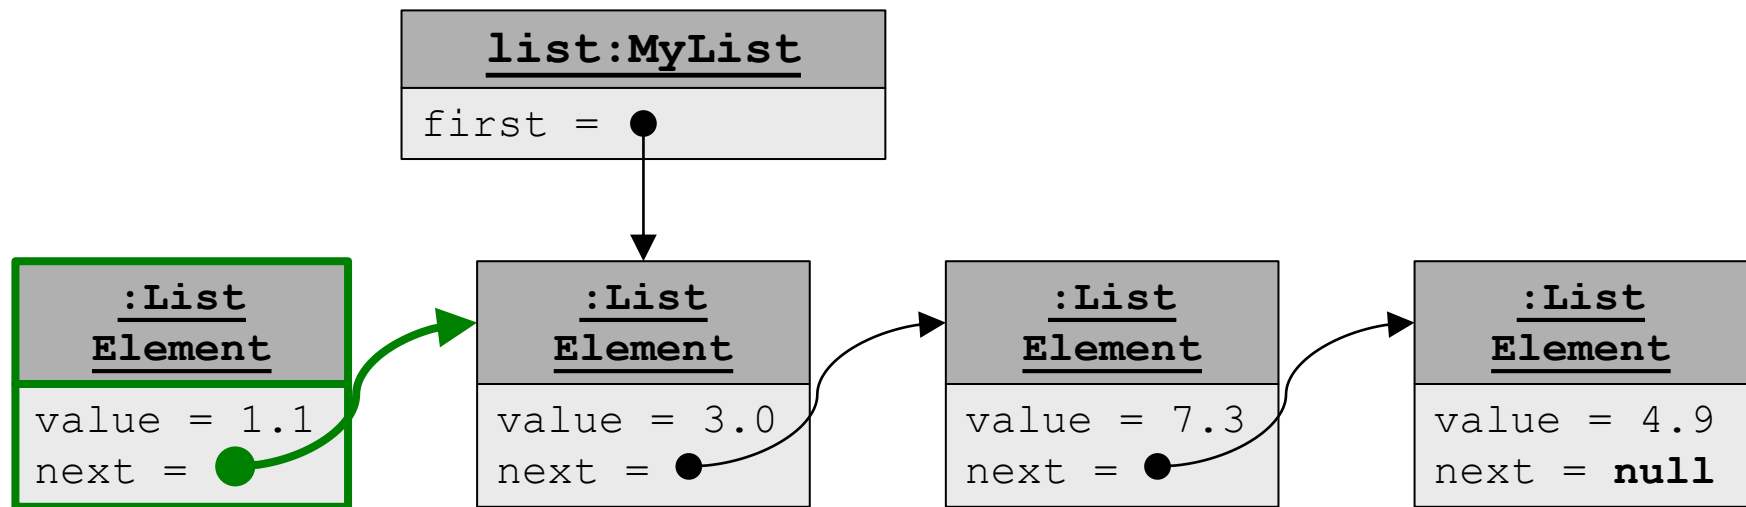 list:MyList
first =
:List
Element
value = 1.1
next =
:List
Element
value = 3.0
next =
:List
Element
value = 7.3
next =
:List
Element
value = 4.9
next = null